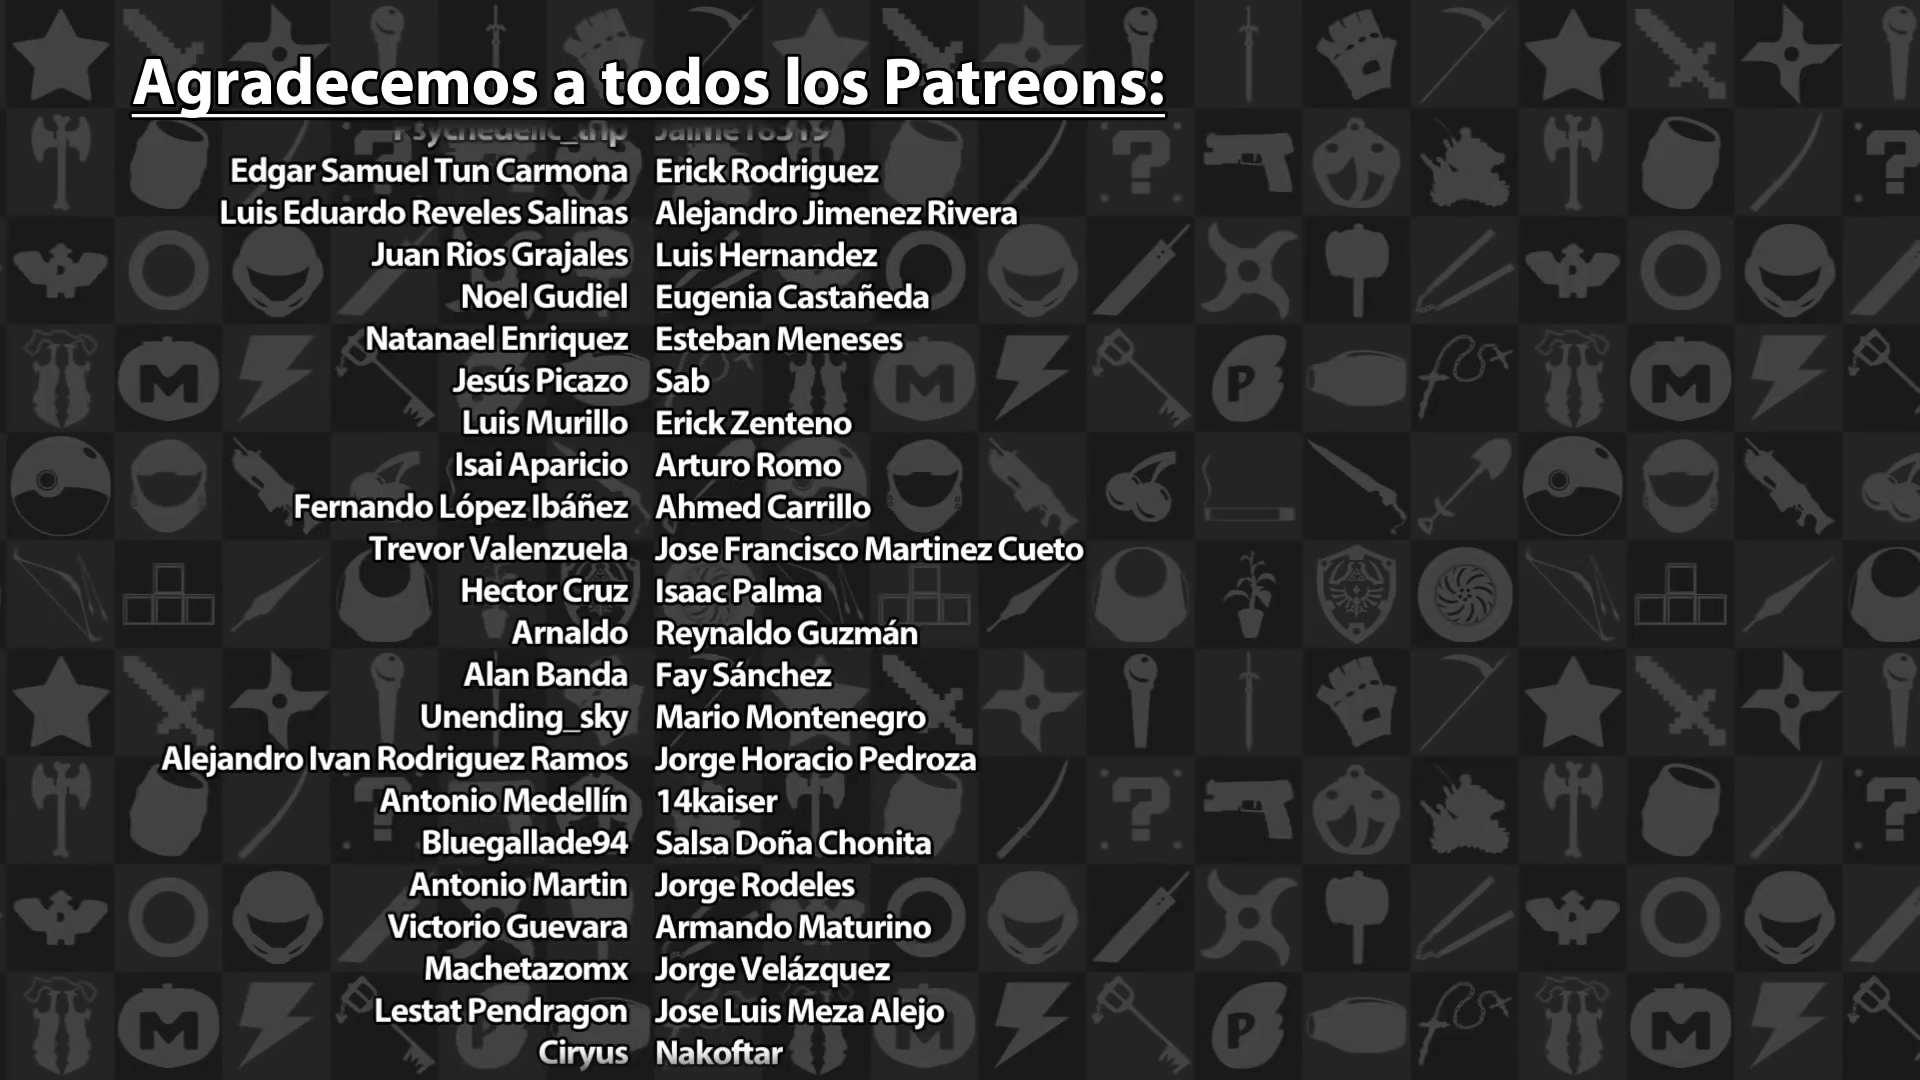 Agradecemos a todos los Patreons:
Psychedelic_trip Jaime18319
Edgar Samuel Tun Carmona Erick Rodriguez
Luis Eduardo Reveles Salinas Alejandro Jimenez Rivera
Juan Rios Grajales Luis Hernandez
Noel Gudiel Eugenia Castañeda
Natanael Enriquez Esteban Meneses
Jesús Picazo Sab
Luis Murillo Erick Zenteno
Isai Aparicio Arturo Romo
Fernando López Ibáñez Ahmed Carrillo
Trevor Valenzuela Jose Francisco Martinez Cueto
Hector Cruz Isaac Palma
Arnaldo Reynaldo Guzmán
Alan Banda Fay Sánchez
Unending_sky Mario Montenegro
Alejandro Ivan Rodriguez Ramos Jorge Horacio Pedroza
Antonio Medellín 14kaiser
Bluegallade94 Salsa Doña Chonita
Antonio Martin Jorge Rodeles
Victorio Guevara Armando Maturino
Machetazomx Jorge Velázquez
Lestat Pendragon Jose Luis Meza Alejo
Ciryus Nakoftar